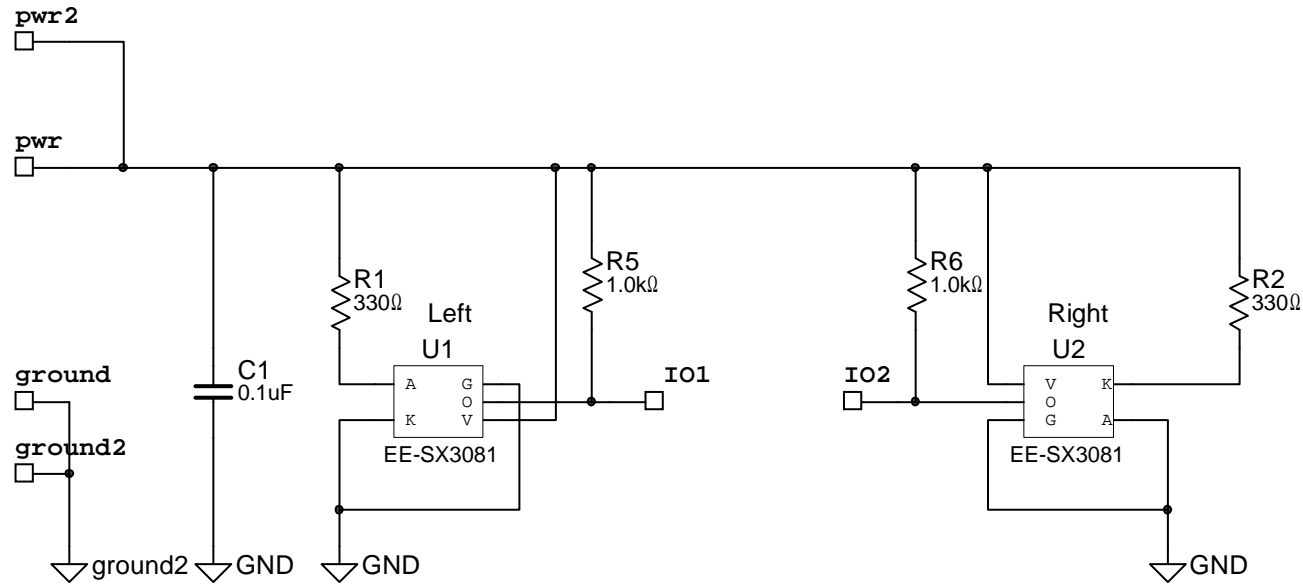 pwr2
pwr
R1
330Ω
R5
1.0kΩ
R6
1.0kΩ
R2
330Ω
Left
U1
Right
U2
C1
0.1uF
ground
ground2
A
K
G
O
V
IO1
IO2
V
O
G
K
A
EE-SX3081
EE-SX3081
ground2
GND
GND
GND